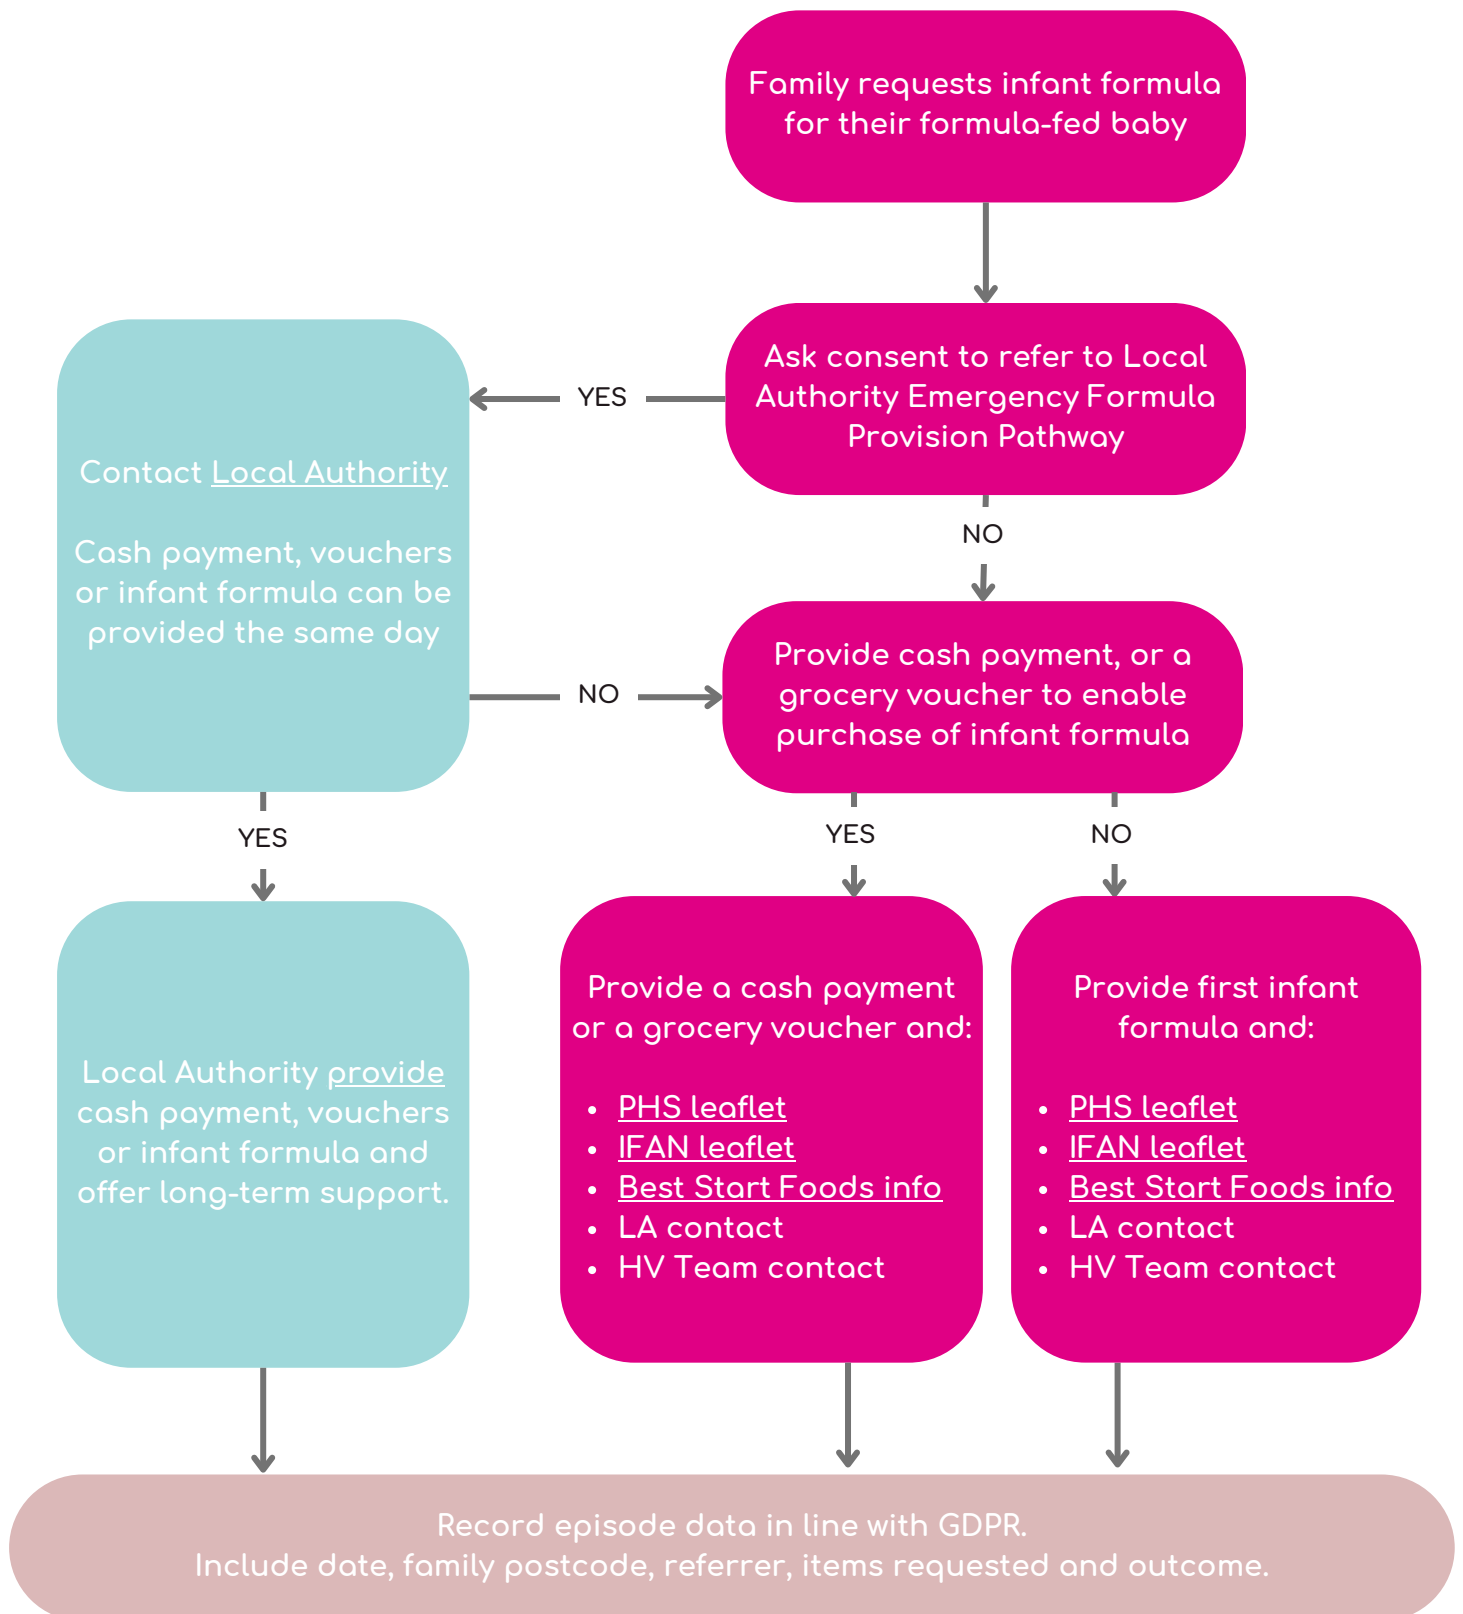 Family requests infant formula
for their formula-fed baby
Ask consent to refer to Local
Authority Emergency Formula
Provision Pathway
YES
NO
Contact Local Authority
Cash payment, vouchers
or infant formula can be
provided the same day
NO
YES
Provide cash payment, or a
grocery voucher to enable
purchase of infant formula
YES
NO
Local Authority provide
cash payment, vouchers
or infant formula and
offer long-term support.
Provide a cash payment
or a grocery voucher and:
• PHS leaflet
• IFAN leaflet
• Best Start Foods info
• LA contact
• HV Team contact
Provide first infant
formula and:
• PHS leaflet
• IFAN leaflet
• Best Start Foods info
• LA contact
• HV Team contact
Record episode data in line with GDPR.
Include date, family postcode, referrer, items requested and outcome.